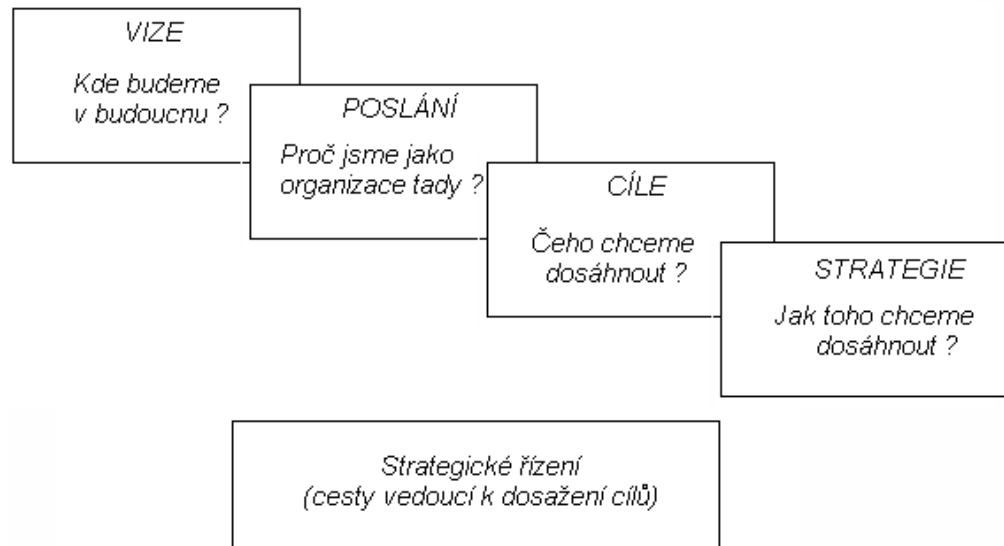 VIZE
Kde budeme
v budoucnu ?
POSLÁNÍ
Proč jsme jako
organizace tady ?
CÍLE
Čeho chceme
dosáhnout ?
STRATEGIE
Jak toho chceme
dosáhnout ?
Strategické řízení
(cesty vedoucí k dosažení cílů)